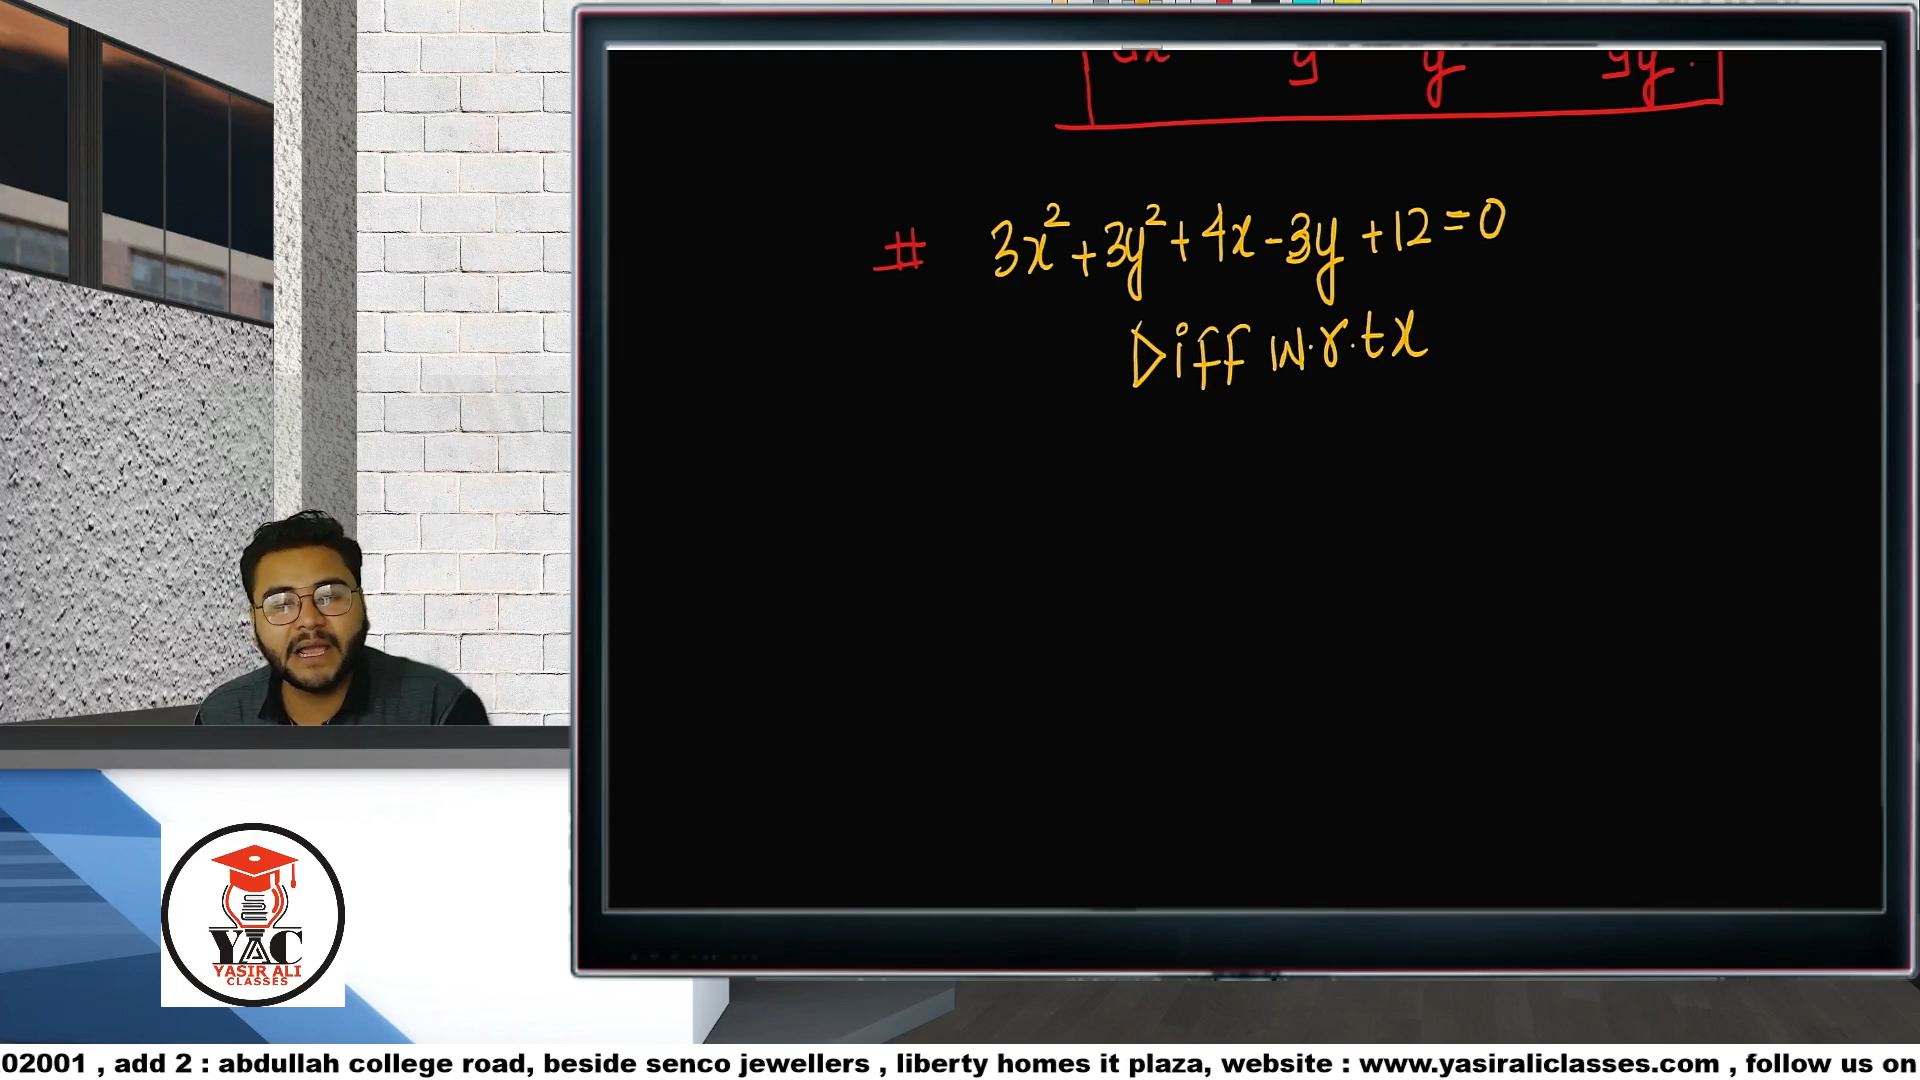 # 3x² + 3y² + 4x - 3y + 12 = 0
Diff w.r.t x
YAC
YASIR ALI
CLASSES
02001 , add 2 : abdullah college road, beside senco jewellers , liberty homes it plaza, website : www.yasiraliclasses.com , follow us on